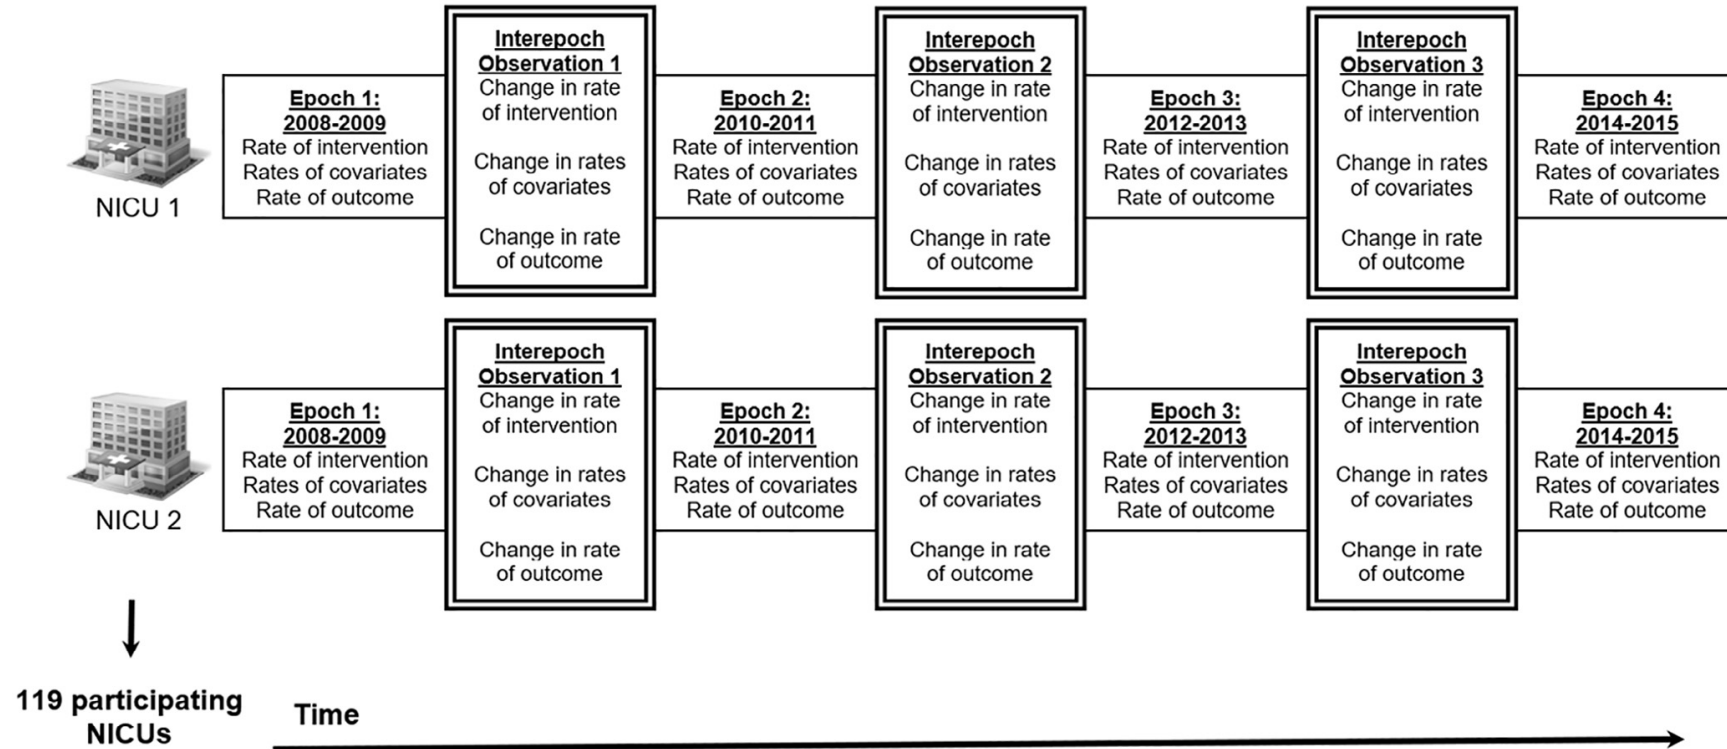 Interepoch
Observation 1
Change in rate
of intervention
Change in rates
of covariates
Change in rate
of outcome
Interepoch
Observation 2
Change in rate
of intervention
Change in rates
of covariates
Change in rate
of outcome
Interepoch
Observation 3
Change in rate
of intervention
Change in rates
of covariates
Change in rate
of outcome
NICU 1
Epoch 1:
2008-2009
Rate of intervention
Rates of covariates
Rate of outcome
Epoch 2:
2010-2011
Rate of intervention
Rates of covariates
Rate of outcome
Epoch 3:
2012-2013
Rate of intervention
Rates of covariates
Rate of outcome
Epoch 4:
2014-2015
Rate of intervention
Rates of covariates
Rate of outcome
Interepoch
Observation 1
Change in rate
of intervention
Change in rates
of covariates
Change in rate
of outcome
Interepoch
Observation 2
Change in rate
of intervention
Change in rates
of covariates
Change in rate
of outcome
Interepoch
Observation 3
Change in rate
of intervention
Change in rates
of covariates
Change in rate
of outcome
NICU 2
Epoch 1:
2008-2009
Rate of intervention
Rates of covariates
Rate of outcome
Epoch 2:
2010-2011
Rate of intervention
Rates of covariates
Rate of outcome
Epoch 3:
2012-2013
Rate of intervention
Rates of covariates
Rate of outcome
Epoch 4:
2014-2015
Rate of intervention
Rates of covariates
Rate of outcome
119 participating
NICUs
Time